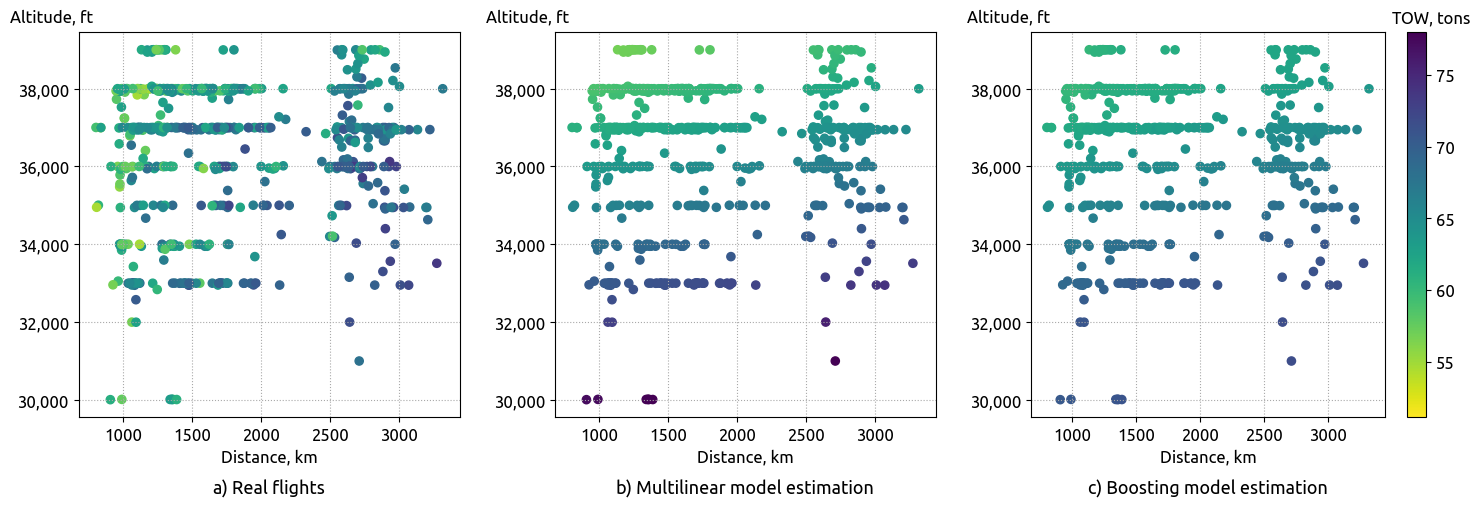 Altitude, ft
38,000
36,000
34,000
32,000
30,000
1000 1500 2000 2500 3000
Distance, km
a) Real flights
Altitude, ft
38,000
36,000
34,000
32,000
30,000
1000 1500 2000 2500 3000
Distance, km
b) Multilinear model estimation
Altitude, ft
38,000
36,000
34,000
32,000
30,000
1000 1500 2000 2500 3000
Distance, km
c) Boosting model estimation
TOW, tons
75
70
65
60
55